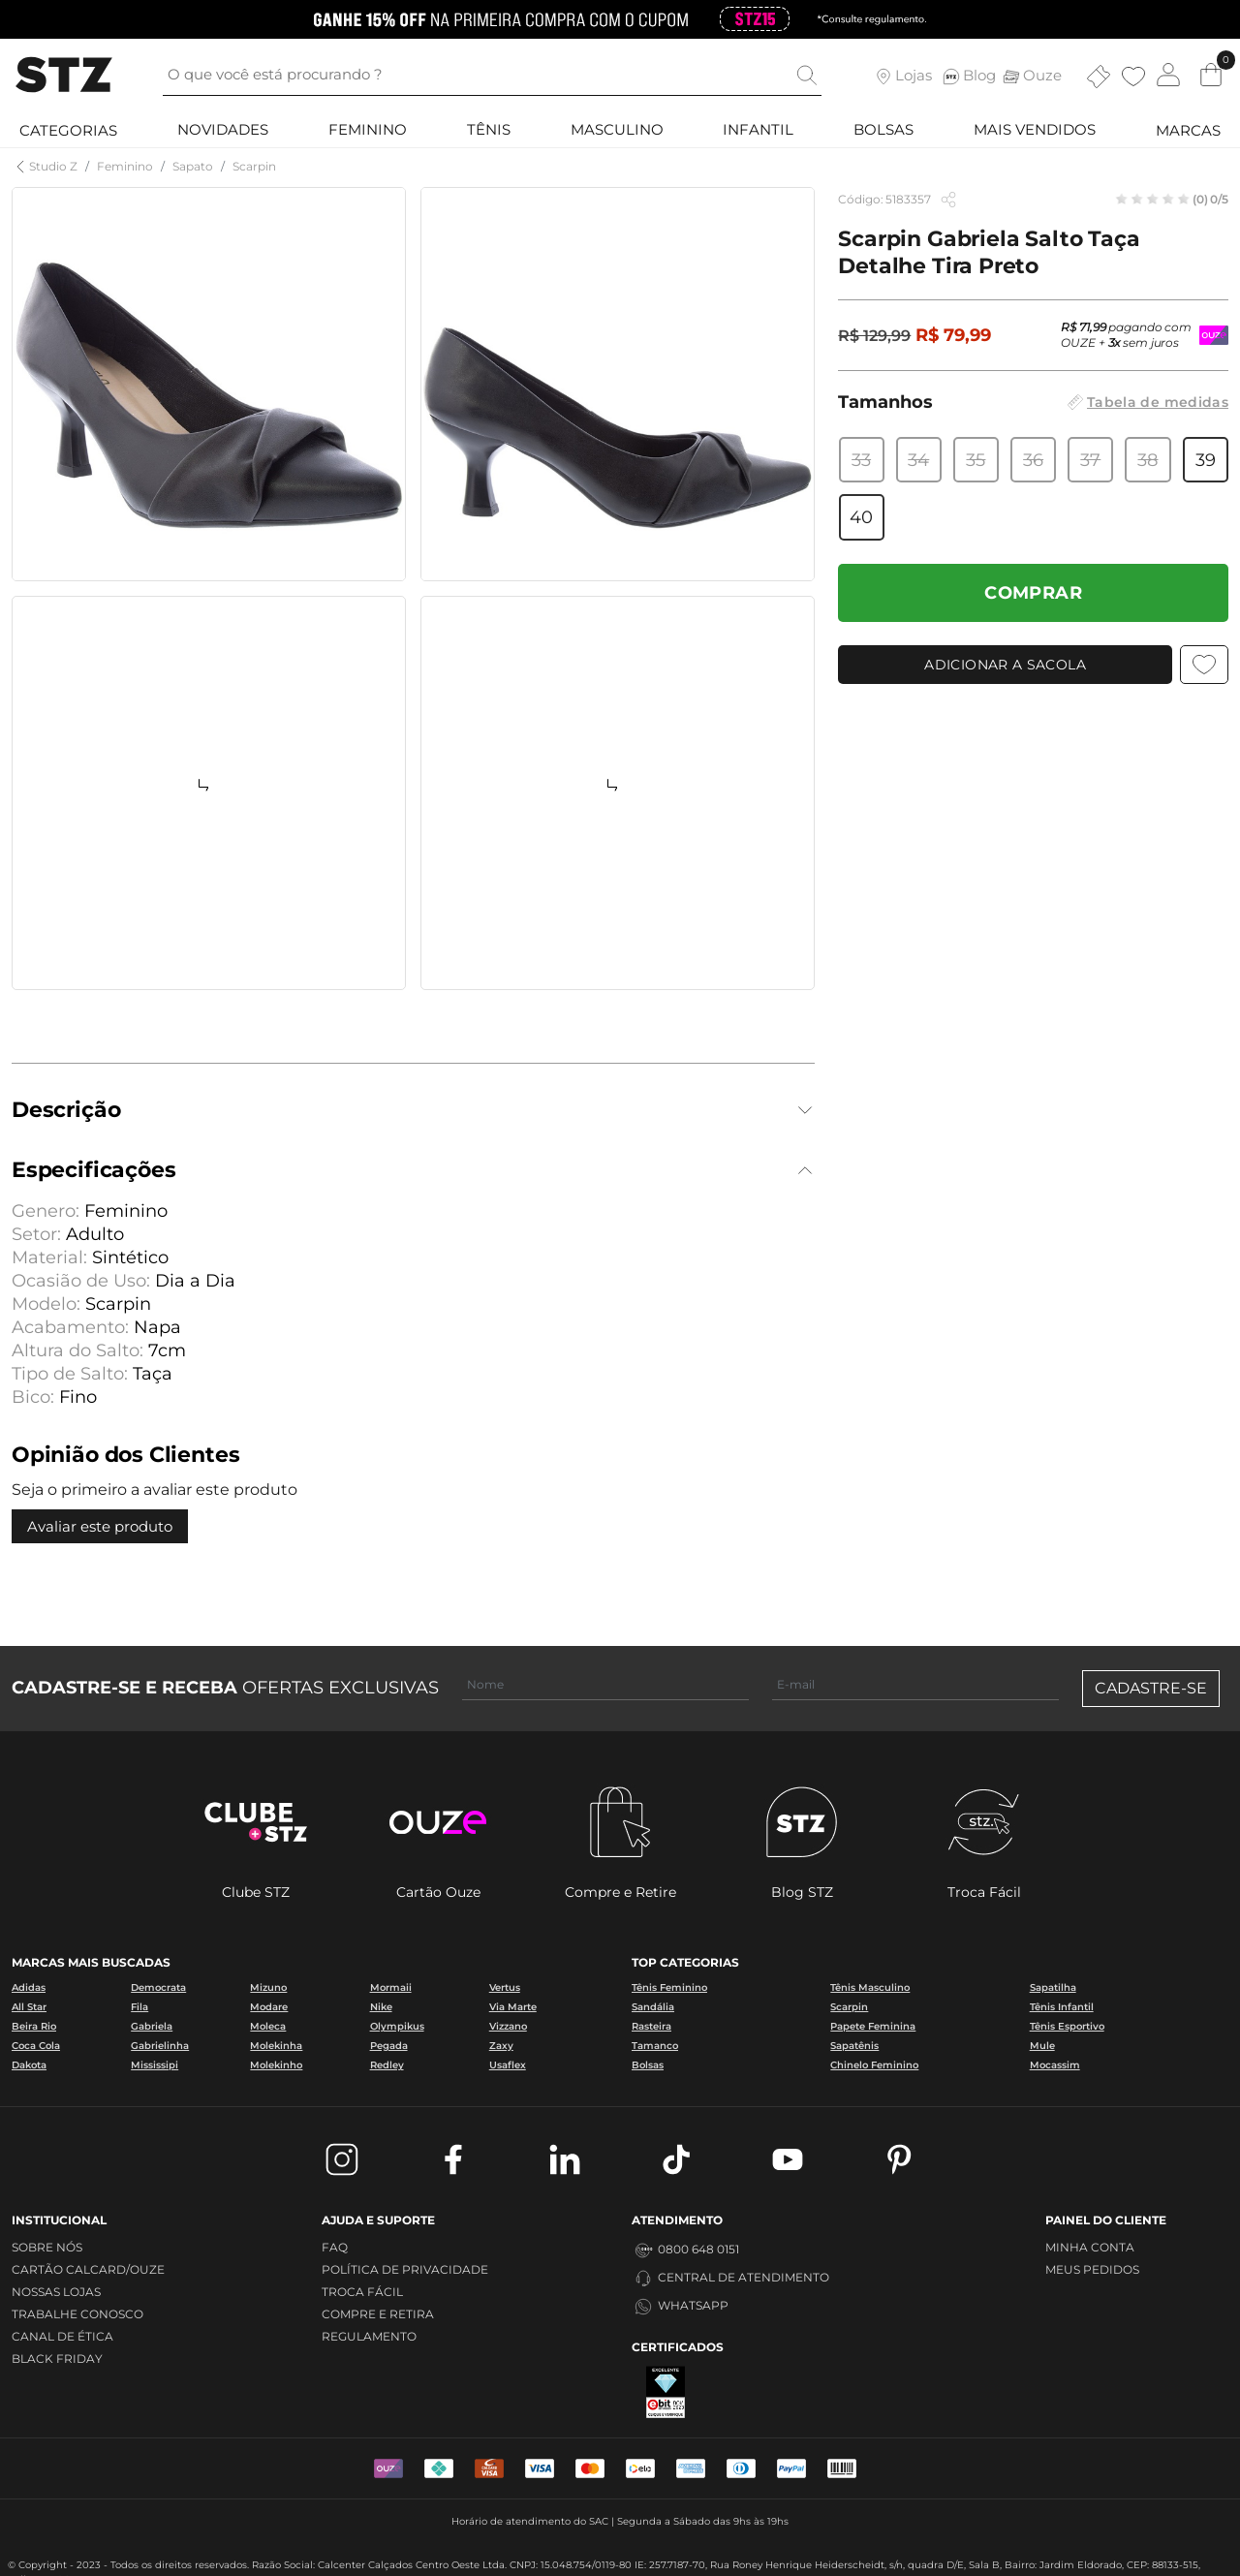 GANHE 15% OFF NA PRIMEIRA COMPRA COM O CUPOM STZ15 *Consulte regulamento.
STZ
O que você está procurando ?
Lojas Blog Ouze
0
CATEGORIAS NOVIDADES FEMININO TÊNIS MASCULINO INFANTIL BOLSAS MAIS VENDIDOS MARCAS
Studio Z / Feminino / Sapato / Scarpin
Código: 5183357
(0) 0/5
Scarpin Gabriela Salto Taça
Detalhe Tira Preto
R$ 129,99 R$ 79,99
R$ 71,99 pagando com
OUZE + 3x sem juros
Tamanhos
Tabela de medidas
33 34 35 36 37 38 39
40
COMPRAR
ADICIONAR A SACOLA
Descrição
Especificações
Genero: Feminino
Setor: Adulto
Material: Sintético
Ocasião de Uso: Dia a Dia
Modelo: Scarpin
Acabamento: Napa
Altura do Salto: 7cm
Tipo de Salto: Taça
Bico: Fino
Opinião dos Clientes
Seja o primeiro a avaliar este produto
Avaliar este produto
CADASTRE-SE E RECEBA OFERTAS EXCLUSIVAS
Nome
E-mail
CADASTRE-SE
CLUBE
+STZ
ouze
STZ
stz.
Clube STZ
Cartão Ouze
Compre e Retire
Blog STZ
Troca Fácil
MARCAS MAIS BUSCADAS
Adidas Democrata Mizuno Mormaii Vertus
All Star Fila Modare Nike Via Marte
Beira Rio Gabriela Moleca Olympikus Vizzano
Coca Cola Gabrielinha Molekinha Pegada Zaxy
Dakota Mississipi Molekinho Redley Usaflex
TOP CATEGORIAS
Tênis Feminino Tênis Masculino Sapatilha
Sandália Scarpin Tênis Infantil
Rasteira Papete Feminina Tênis Esportivo
Tamanco Sapatênis Mule
Bolsas Chinelo Feminino Mocassim
INSTITUCIONAL
SOBRE NÓS
CARTÃO CALCARD/OUZE
NOSSAS LOJAS
TRABALHE CONOSCO
CANAL DE ÉTICA
BLACK FRIDAY
AJUDA E SUPORTE
FAQ
POLÍTICA DE PRIVACIDADE
TROCA FÁCIL
COMPRE E RETIRA
REGULAMENTO
ATENDIMENTO
0800 648 0151
CENTRAL DE ATENDIMENTO
WHATSAPP
CERTIFICADOS
EXCELENTE
ebit
PAINEL DO CLIENTE
MINHA CONTA
MEUS PEDIDOS
VISA
VISA
elo
PayPal
Horário de atendimento do SAC | Segunda a Sábado das 9hs às 19hs
© Copyright - 2023 - Todos os direitos reservados. Razão Social: Calcenter Calçados Centro Oeste Ltda. CNPJ: 15.048.754/0119-80 IE: 257.7187-70, Rua Roney Henrique Heiderscheidt, s/n, quadra D/E, Sala B, Bairro: Jardim Eldorado, CEP: 88133-515,